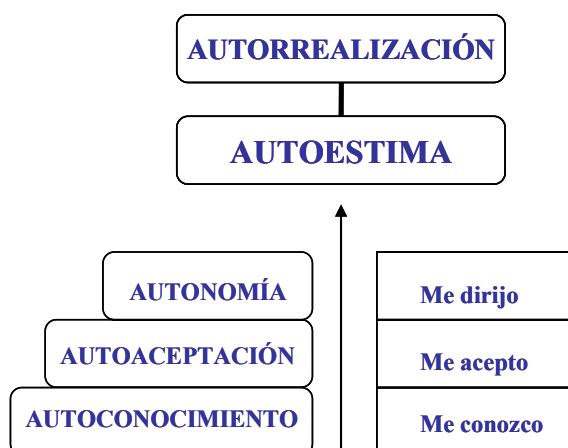 AUTORREALIZACIÓN
AUTOESTIMA
AUTONOMÍA
Me dirijo
AUTOACEPTACIÓN
Me acepto
AUTOCONOCIMIENTO
Me conozco